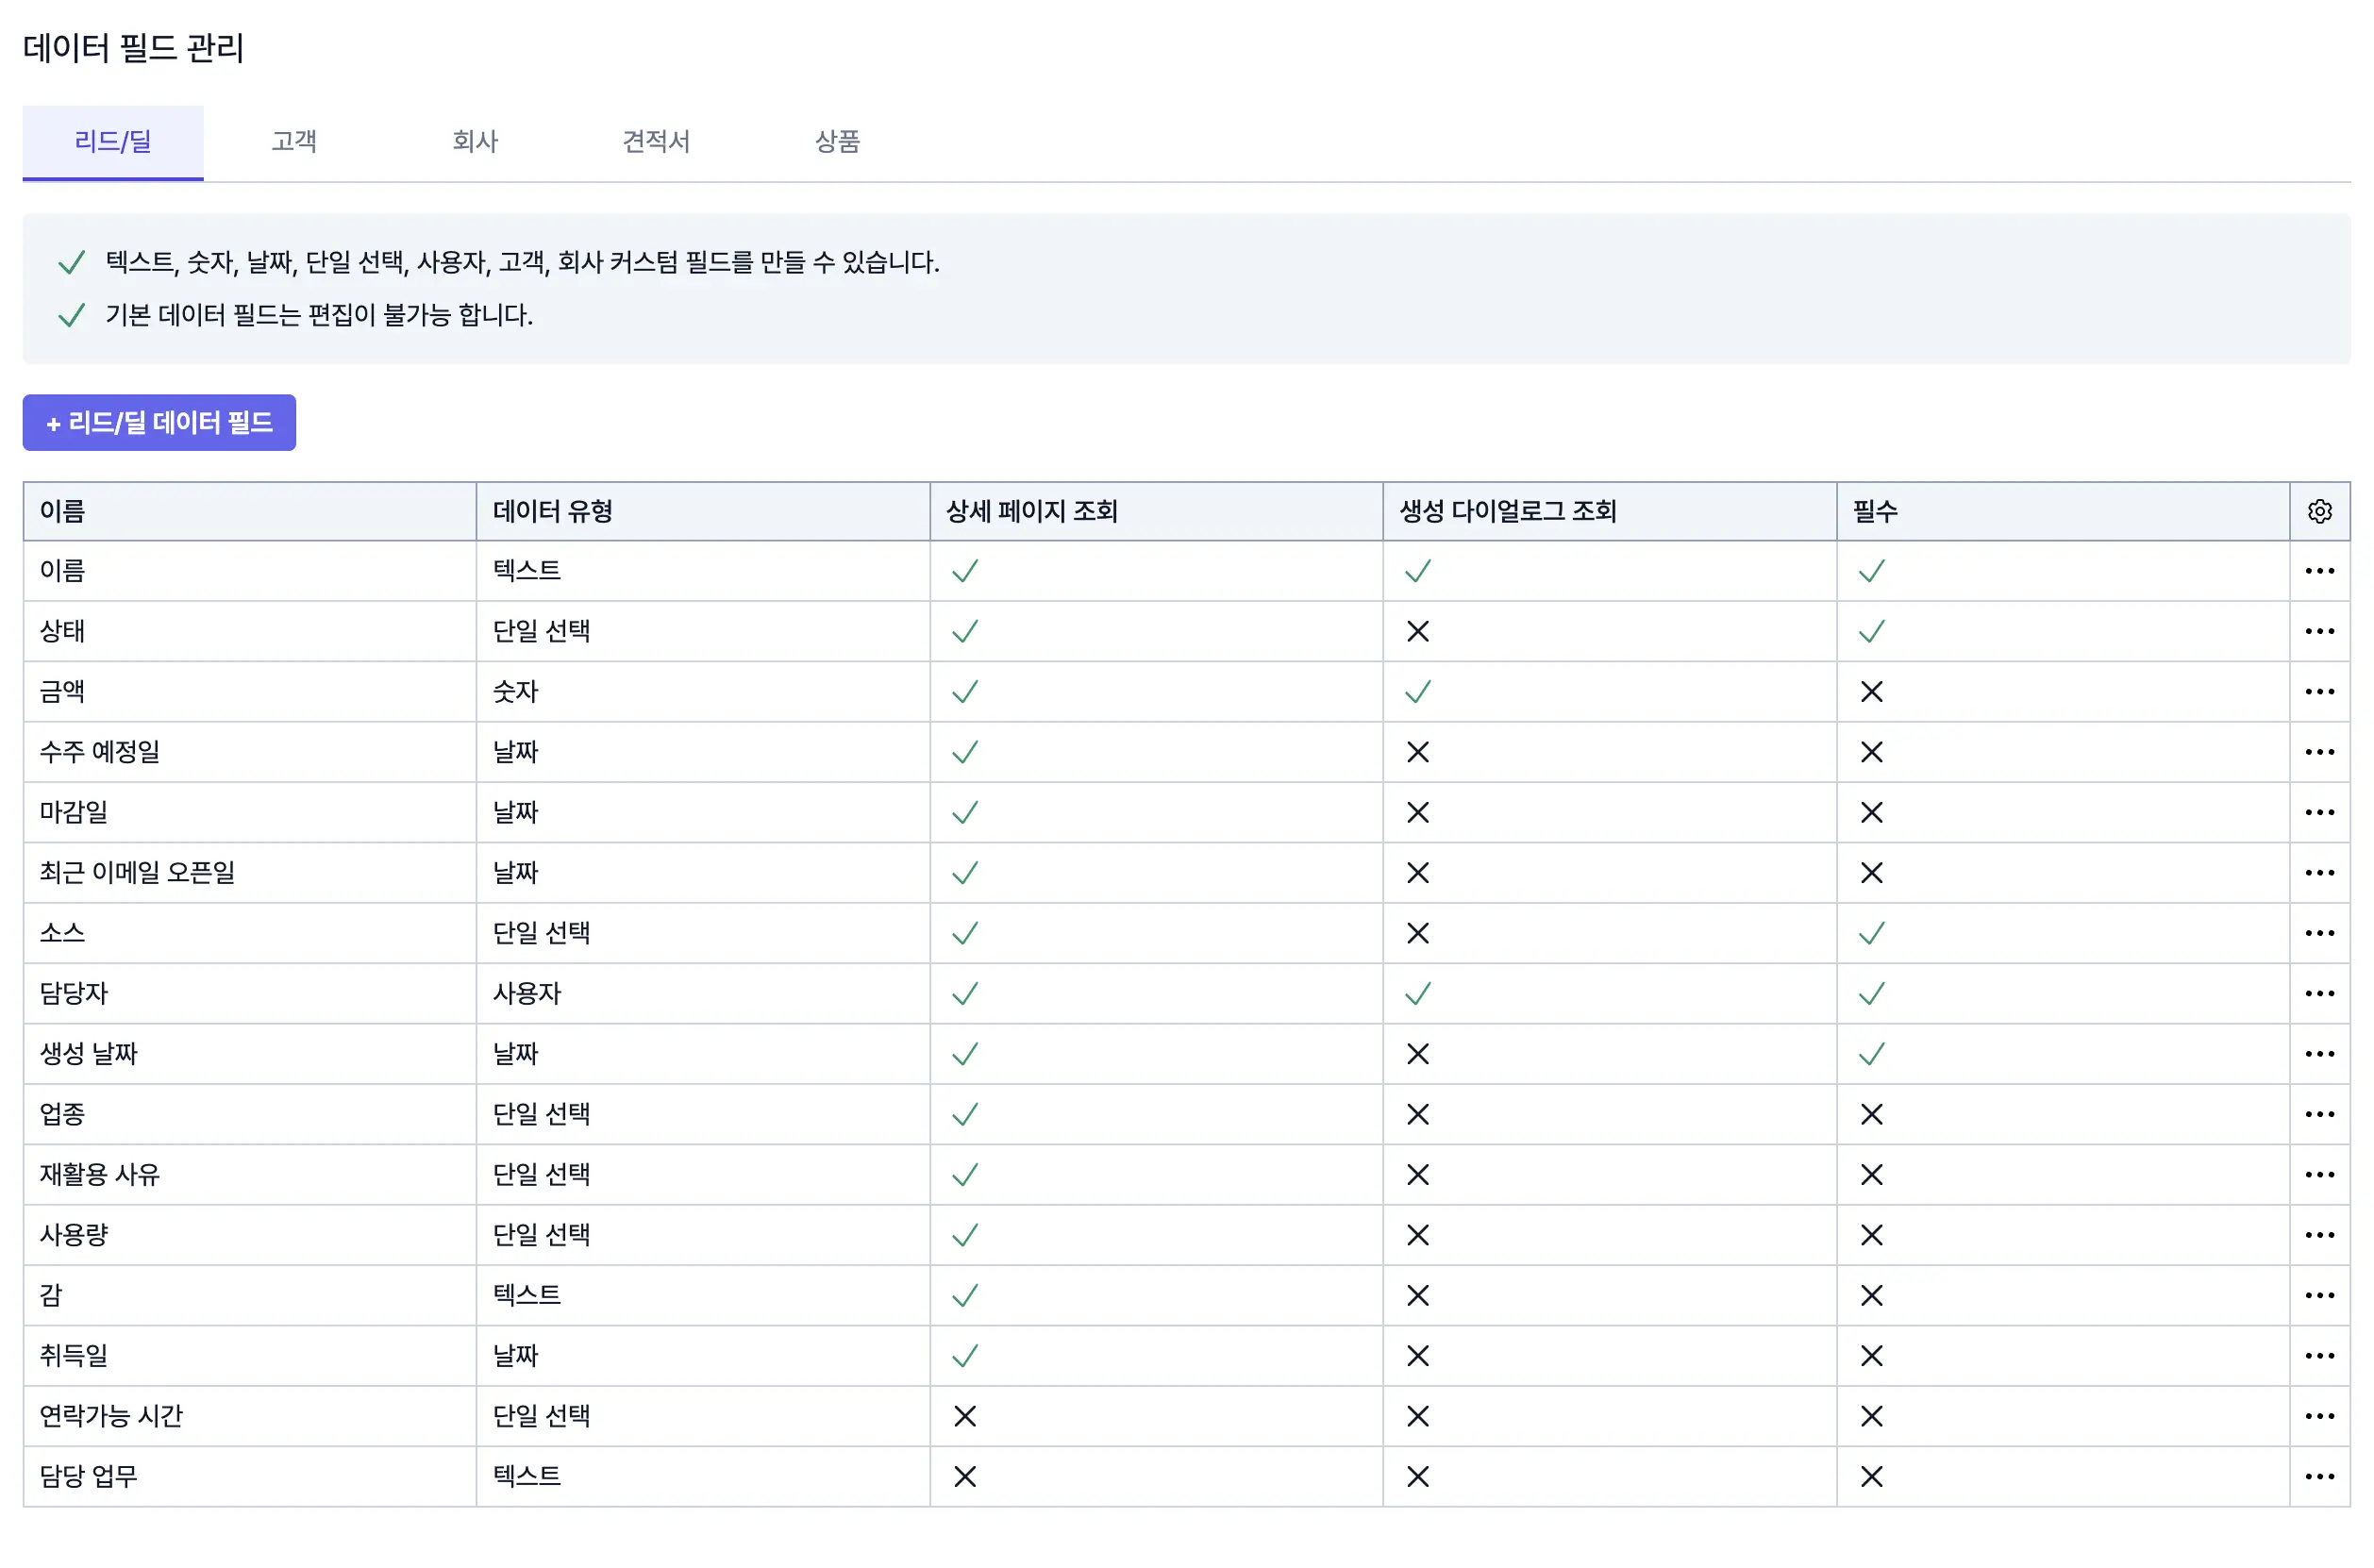 데이터 필드 관리
리드/딜 고객 회사 견적서 상품
텍스트, 숫자, 날짜, 단일 선택, 사용자, 고객, 회사 커스텀 필드를 만들 수 있습니다.
기본 데이터 필드는 편집이 불가능 합니다.
+ 리드/딜 데이터 필드
이름 데이터 유형 상세 페이지 조회 생성 다이얼로그 조회 필수
이름 텍스트
상태 단일 선택
금액 숫자
수주 예정일 날짜
마감일 날짜
최근 이메일 오픈일 날짜
소스 단일 선택
담당자 사용자
생성 날짜 날짜
업종 단일 선택
재활용 사유 단일 선택
사용량 단일 선택
감 텍스트
취득일 날짜
연락가능 시간 단일 선택
담당 업무 텍스트